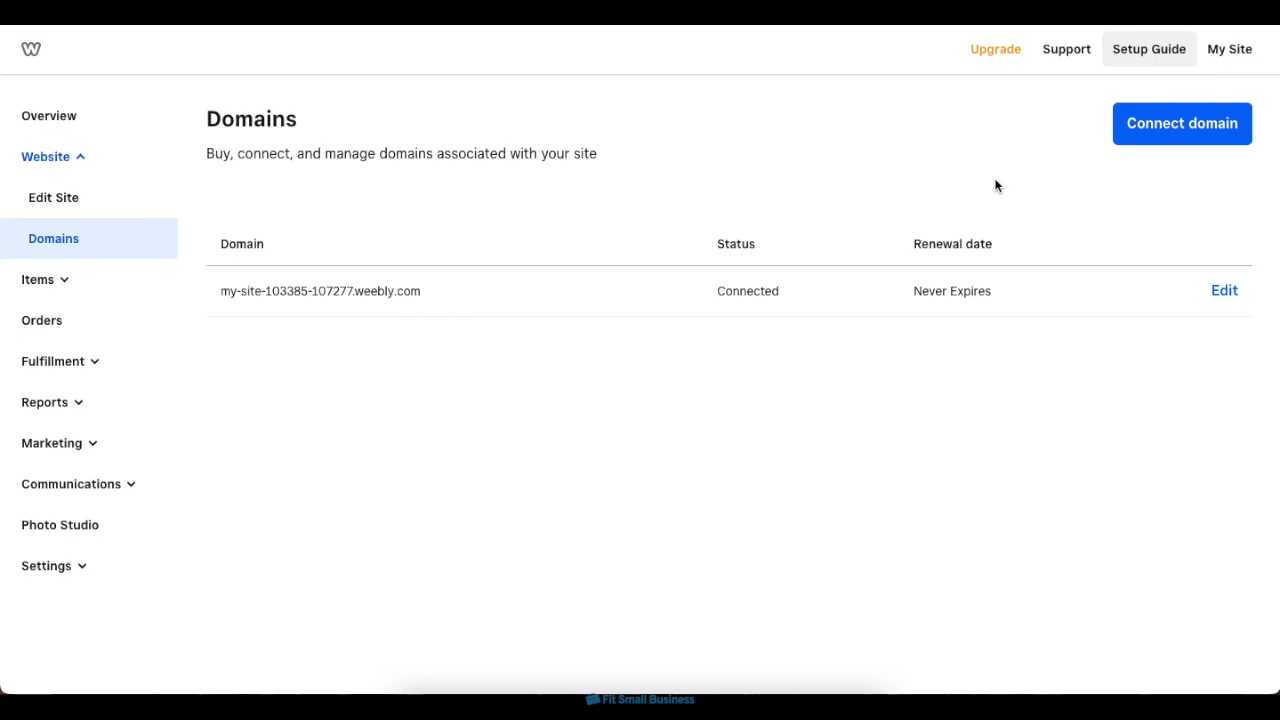 W
Upgrade Support Setup Guide My Site
Overview
Website
Edit Site
Domains
Items
Orders
Fulfillment
Reports
Marketing
Communications
Photo Studio
Settings
Domains
Buy, connect, and manage domains associated with your site
Connect domain
Domain Status Renewal date
my-site-103385-107277.weebly.com Connected Never Expires Edit
Fit Small Business